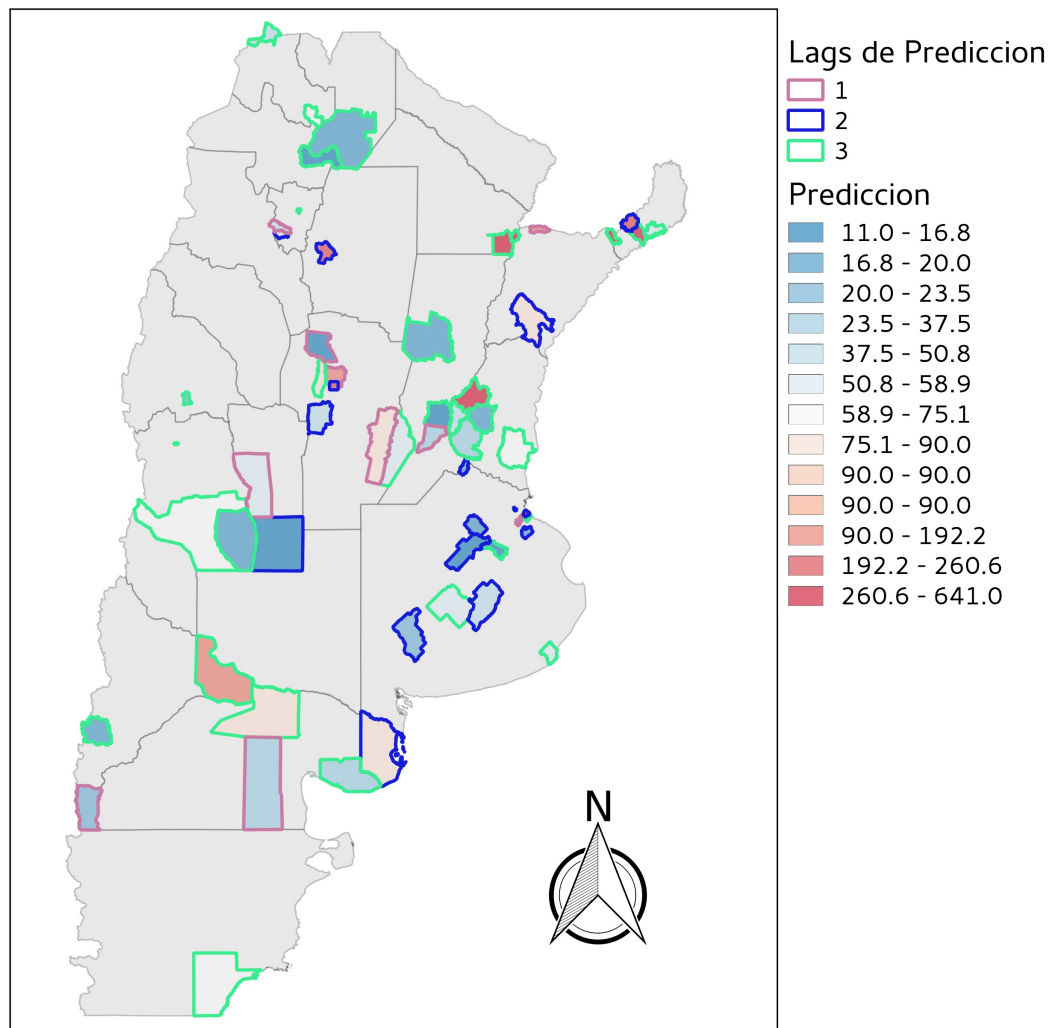 Lags de Prediccion
1
2
3
Prediccion
11.0 - 16.8
16.8 - 20.0
20.0 - 23.5
23.5 - 37.5
37.5 - 50.8
50.8 - 58.9
58.9 - 75.1
75.1 - 90.0
90.0 - 90.0
90.0 - 90.0
90.0 - 192.2
192.2 - 260.6
260.6 - 641.0
N